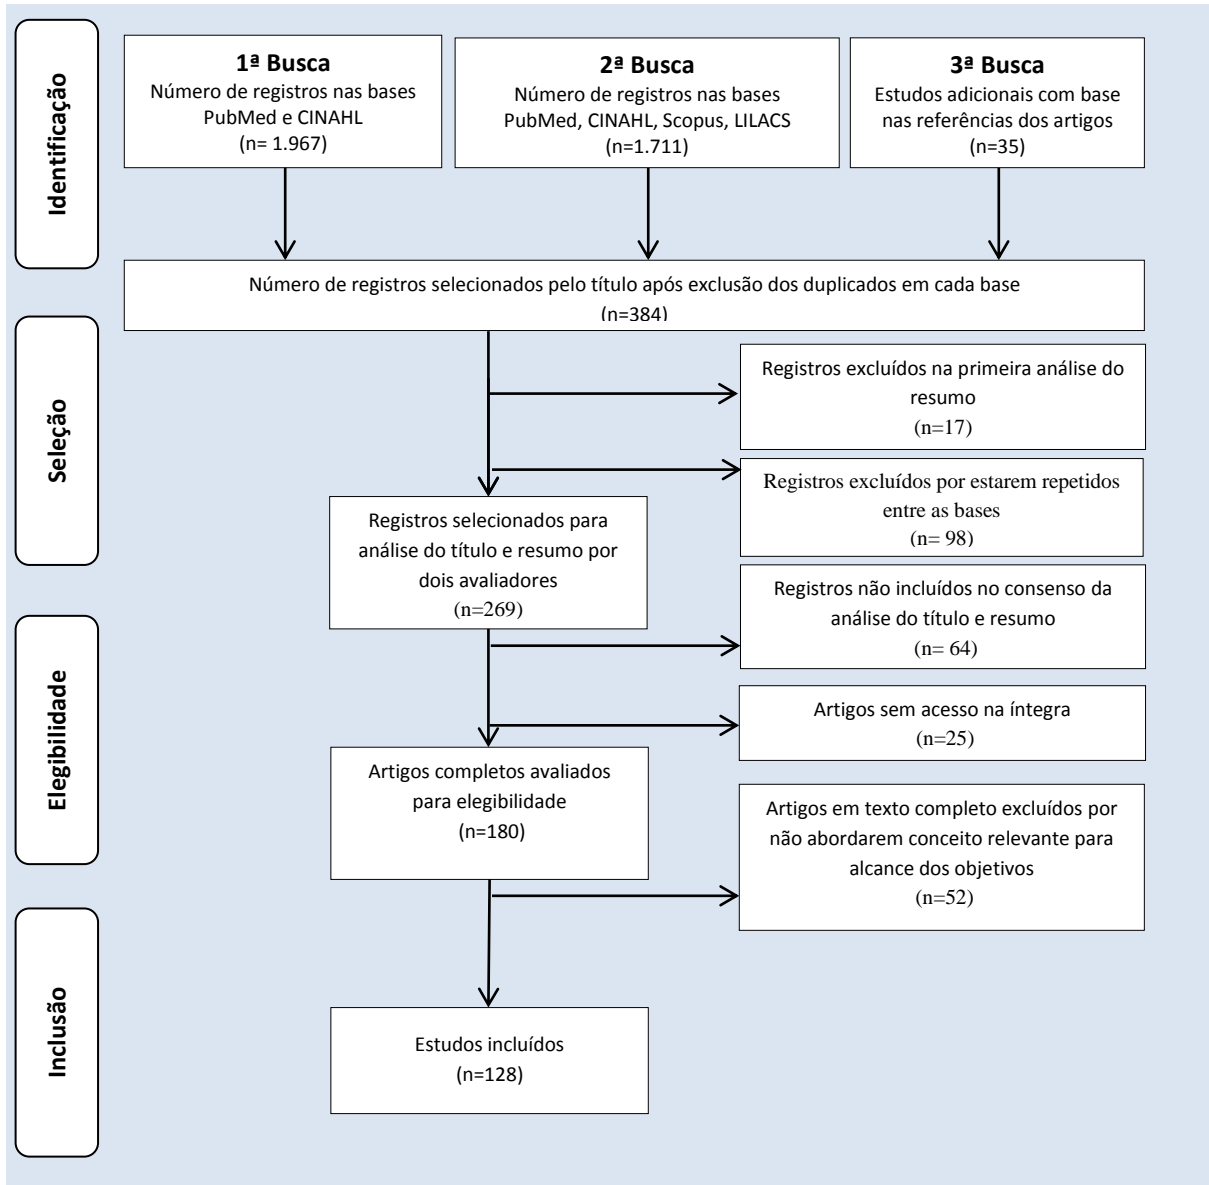 Identificação
1ª Busca
Número de registros nas bases
PubMed e CINAHL
(n= 1.967)
2ª Busca
Número de registros nas bases
PubMed, CINAHL, Scopus, LILACS
(n=1.711)
3ª Busca
Estudos adicionais com base
nas referências dos artigos
(n=35)
Número de registros selecionados pelo título após exclusão dos duplicados em cada base
(n=384)
Seleção
Registros excluídos na primeira análise do
resumo
(n=17)
Registros excluídos por estarem repetidos
entre as bases
(n= 98)
Registros selecionados para
análise do título e resumo por
dois avaliadores
(n=269)
Registros não incluídos no consenso da
análise do título e resumo
(n= 64)
Elegibilidade
Artigos sem acesso na íntegra
(n=25)
Artigos completos avaliados
para elegibilidade
(n=180)
Artigos em texto completo excluídos por
não abordarem conceito relevante para
alcance dos objetivos
(n=52)
Inclusão
Estudos incluídos
(n=128)